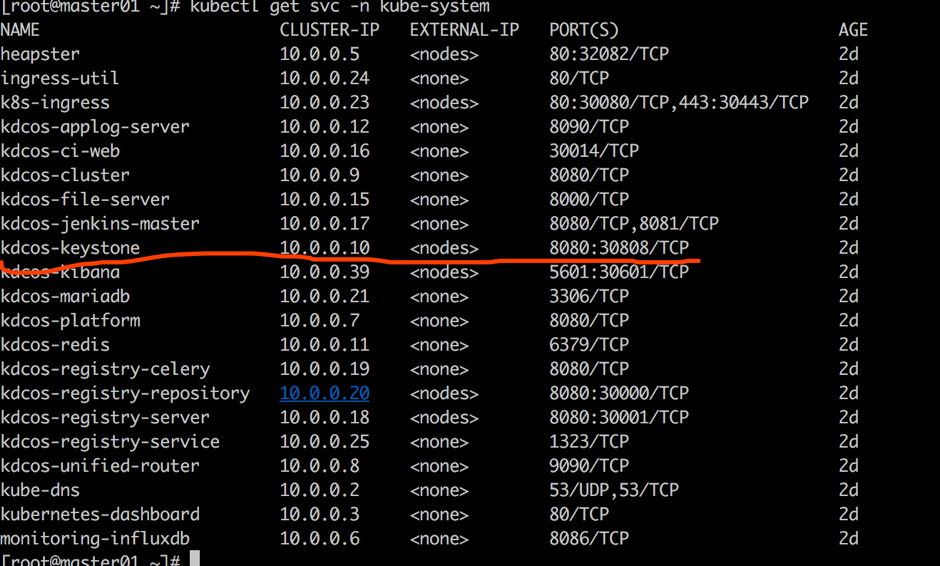 [root@master01 ~]# kubectl get svc -n kube-system
NAME CLUSTER-IP EXTERNAL-IP PORT(S) AGE
heapster 10.0.0.5 <nodes> 80:32082/TCP 2d
ingress-util 10.0.0.24 <none> 80/TCP 2d
k8s-ingress 10.0.0.23 <nodes> 80:30080/TCP,443:30443/TCP 2d
kdcos-applog-server 10.0.0.12 <none> 8090/TCP 2d
kdcos-ci-web 10.0.0.16 <none> 30014/TCP 2d
kdcos-cluster 10.0.0.9 <none> 8080/TCP 2d
kdcos-file-server 10.0.0.15 <none> 8000/TCP 2d
kdcos-jenkins-master 10.0.0.17 <none> 8080/TCP,8081/TCP 2d
kdcos-keystone 10.0.0.10 <nodes> 8080:30808/TCP 2d
kdcos-kibana 10.0.0.39 <nodes> 5601:30601/TCP 2d
kdcos-mariadb 10.0.0.21 <none> 3306/TCP 2d
kdcos-platform 10.0.0.7 <none> 8080/TCP 2d
kdcos-redis 10.0.0.11 <none> 6379/TCP 2d
kdcos-registry-celery 10.0.0.19 <none> 8080/TCP 2d
kdcos-registry-repository 10.0.0.20 <nodes> 8080:30000/TCP 2d
kdcos-registry-server 10.0.0.18 <nodes> 8080:30001/TCP 2d
kdcos-registry-service 10.0.0.25 <none> 1323/TCP 2d
kdcos-unified-router 10.0.0.8 <none> 9090/TCP 2d
kube-dns 10.0.0.2 <none> 53/UDP,53/TCP 2d
kubernetes-dashboard 10.0.0.3 <none> 80/TCP 2d
monitoring-influxdb 10.0.0.6 <none> 8086/TCP 2d
[root@master01 ~]#